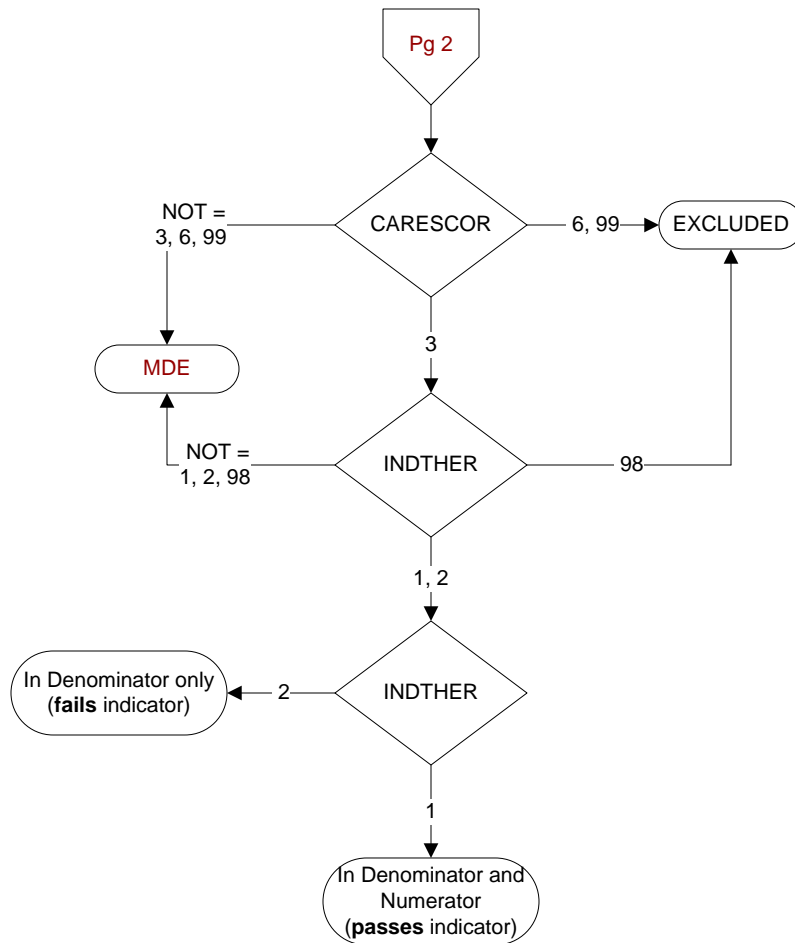 Pg 2
NOT =
3, 6, 99
CARESCOR
6, 99
EXCLUDED
3
MDE
NOT =
1, 2, 98
INDTHER
98
1, 2
In Denominator only
(fails indicator)
2
INDTHER
1
In Denominator and
Numerator
(passes indicator)